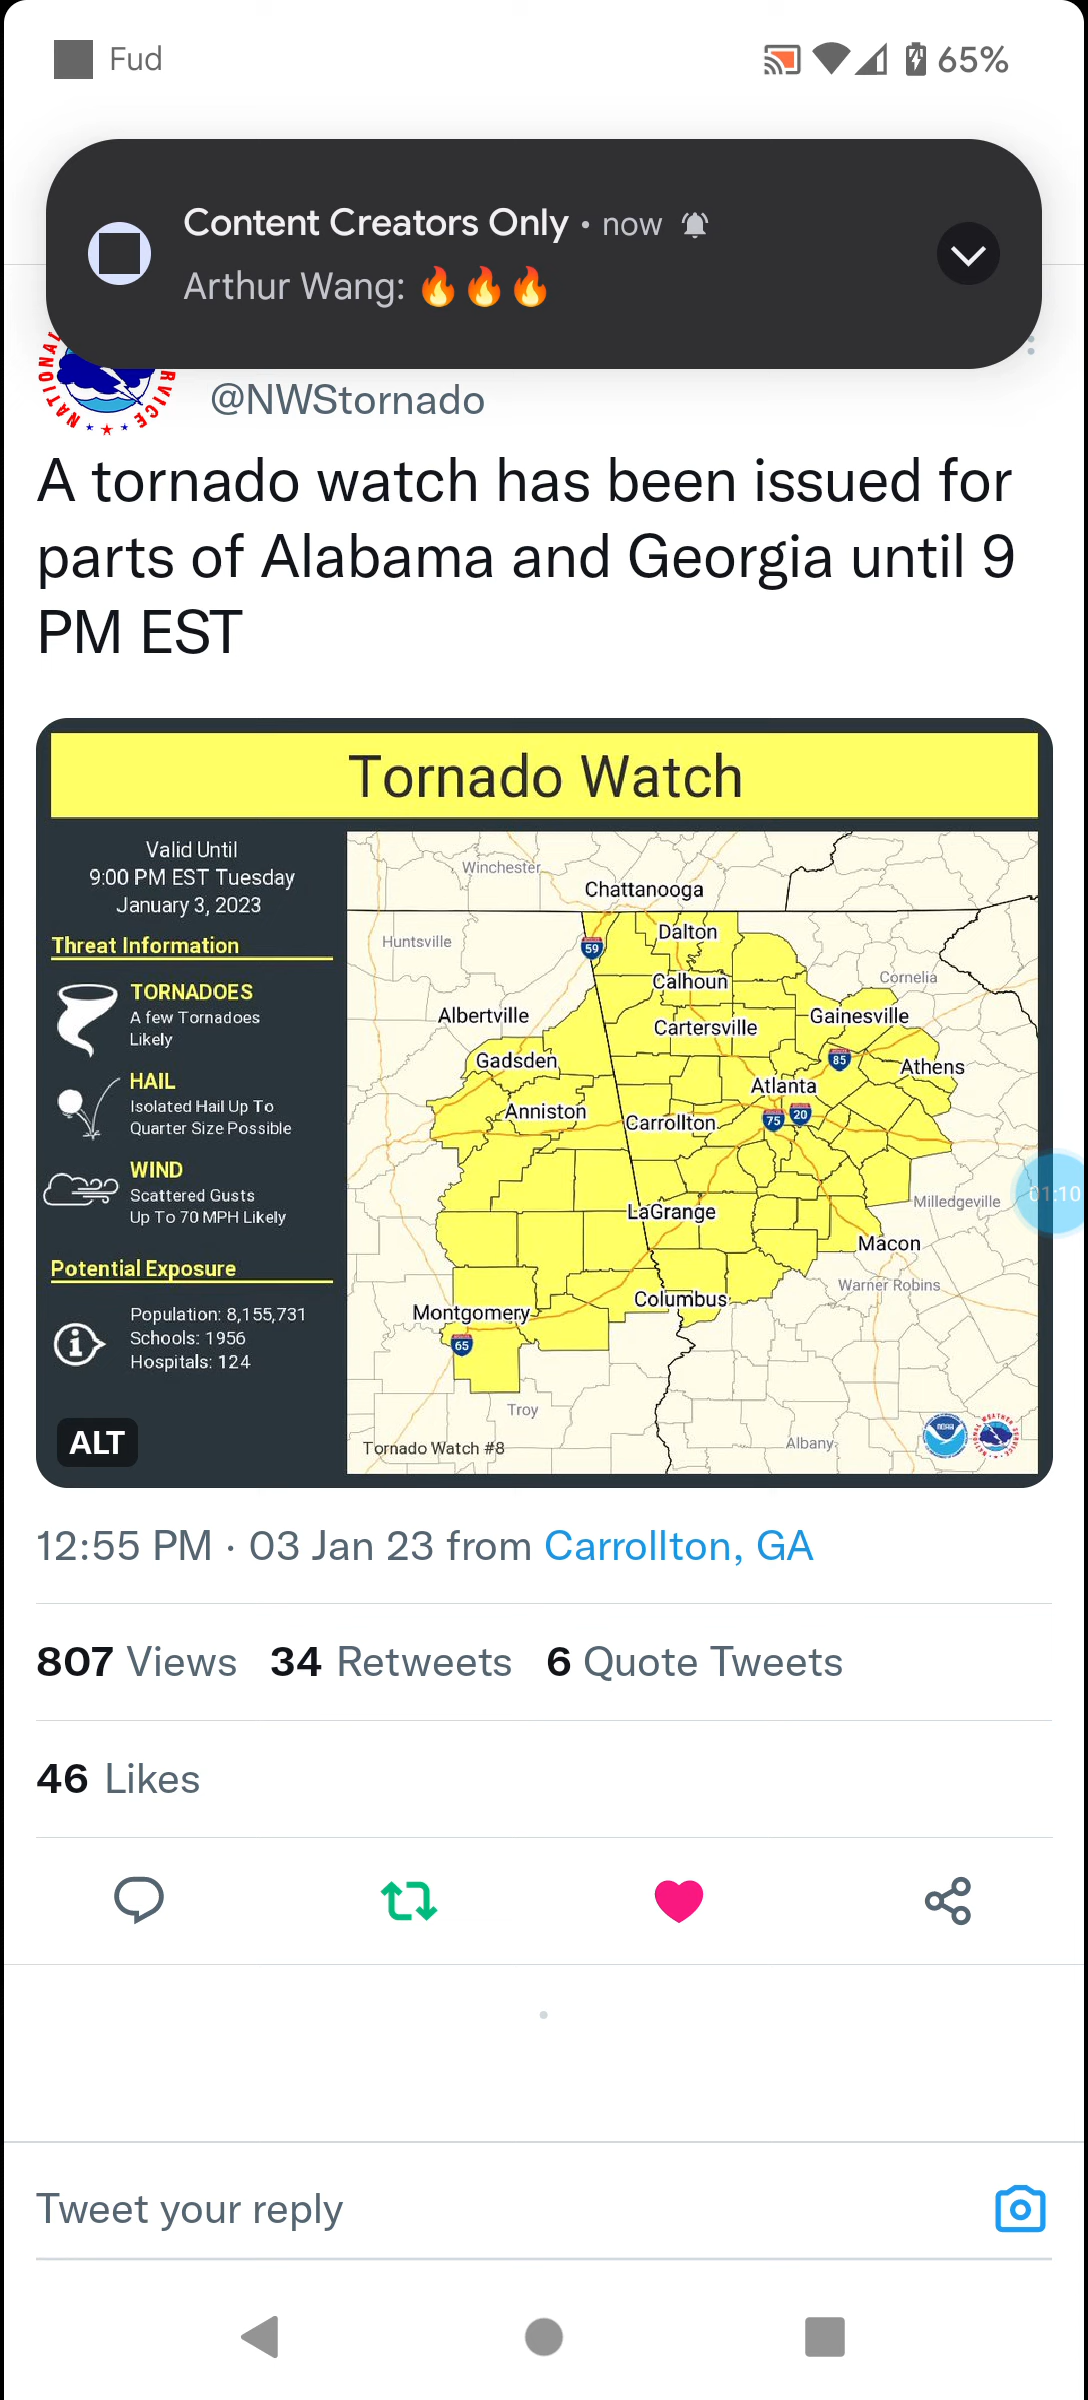 Fud
65%
Content Creators Only • now
Arthur Wang: 🔥🔥🔥
@NWStornado
A tornado watch has been issued for
parts of Alabama and Georgia until 9
PM EST
Tornado Watch
Valid Until
9:00 PM EST Tuesday
January 3, 2023
Threat Information
TORNADOES
A few Tornadoes
Likely
HAIL
Isolated Hail Up To
Quarter Size Possible
WIND
Scattered Gusts
Up To 70 MPH Likely
Potential Exposure
Population: 8,155,731
Schools: 1956
Hospitals: 124
ALT
Winchester
Chattanooga
Dalton
Huntsville
59
Calhoun
Cornelia
Albertville
Cartersville
Gainesville
Gadsden
85
Athens
Atlanta
Anniston
Carrollton
75
20
Milledgeville
01:10
LaGrange
Macon
Warner Robins
Columbus
Montgomery
65
Troy
Albany
Tornado Watch #8
12:55 PM · 03 Jan 23 from Carrollton, GA
807 Views 34 Retweets 6 Quote Tweets
46 Likes
Tweet your reply